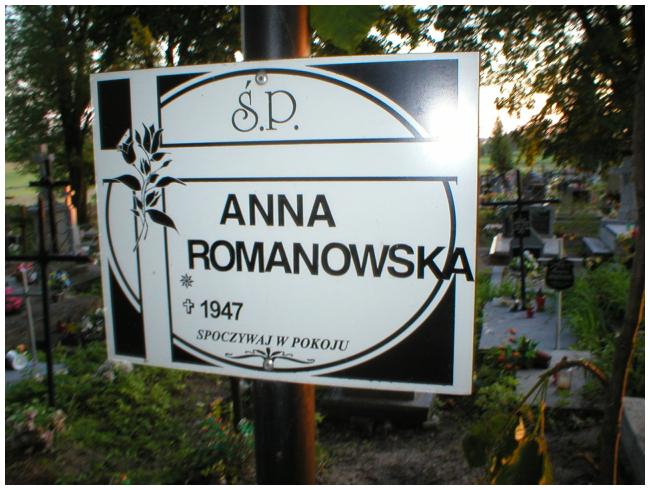 Ś.P.
ANNA
ROMANOWSKA
✲
✝ 1947
SPOCZYWAJ W POKOJU